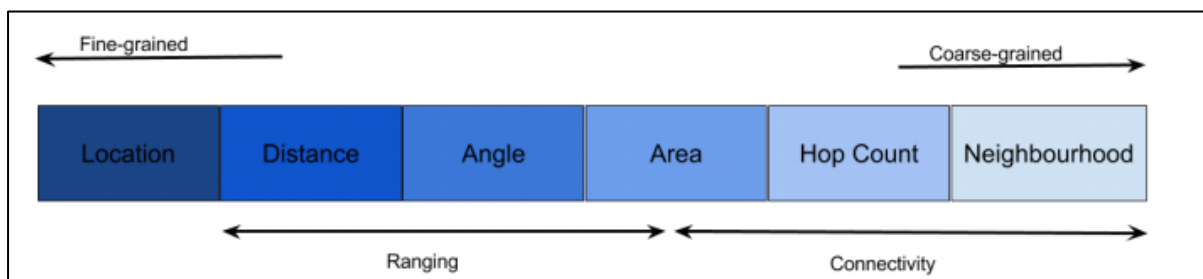 Fine-grained
Coarse-grained
Location Distance Angle Area Hop Count Neighbourhood
Ranging Connectivity